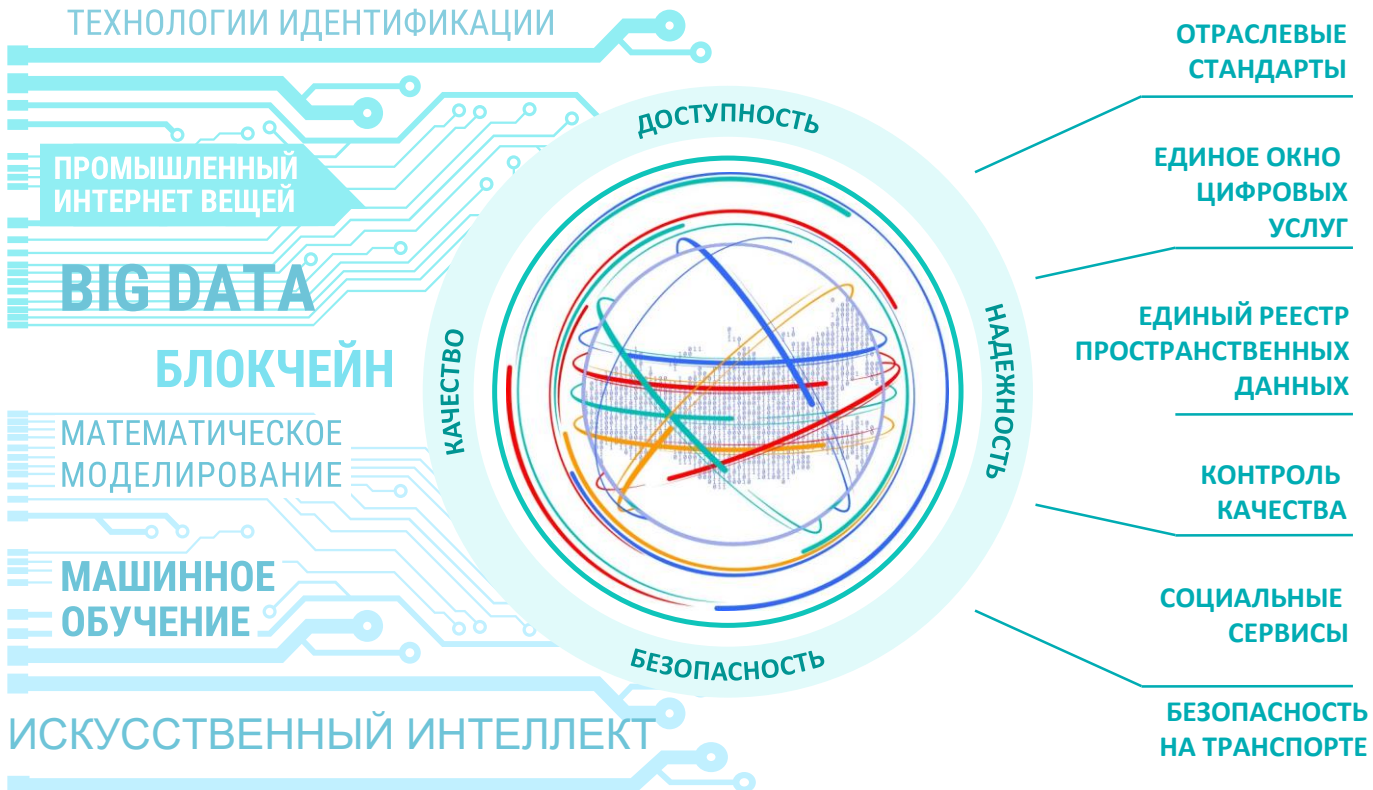 ТЕХНОЛОГИИ ИДЕНТИФИКАЦИИ
ПРОМЫШЛЕННЫЙ
ИНТЕРНЕТ ВЕЩЕЙ
BIG DATA
БЛОКЧЕЙН
МАТЕМАТИЧЕСКОЕ
МОДЕЛИРОВАНИЕ
МАШИННОЕ
ОБУЧЕНИЕ
ИСКУССТВЕННЫЙ ИНТЕЛЛЕКТ
ДОСТУПНОСТЬ
КАЧЕСТВО
НАДЕЖНОСТЬ
БЕЗОПАСНОСТЬ
ОТРАСЛЕВЫЕ
СТАНДАРТЫ
ЕДИНОЕ ОКНО
ЦИФРОВЫХ
УСЛУГ
ЕДИНЫЙ РЕЕСТР
ПРОСТРАНСТВЕННЫХ
ДАННЫХ
КОНТРОЛЬ
КАЧЕСТВА
СОЦИАЛЬНЫЕ
СЕРВИСЫ
БЕЗОПАСНОСТЬ
НА ТРАНСПОРТЕ